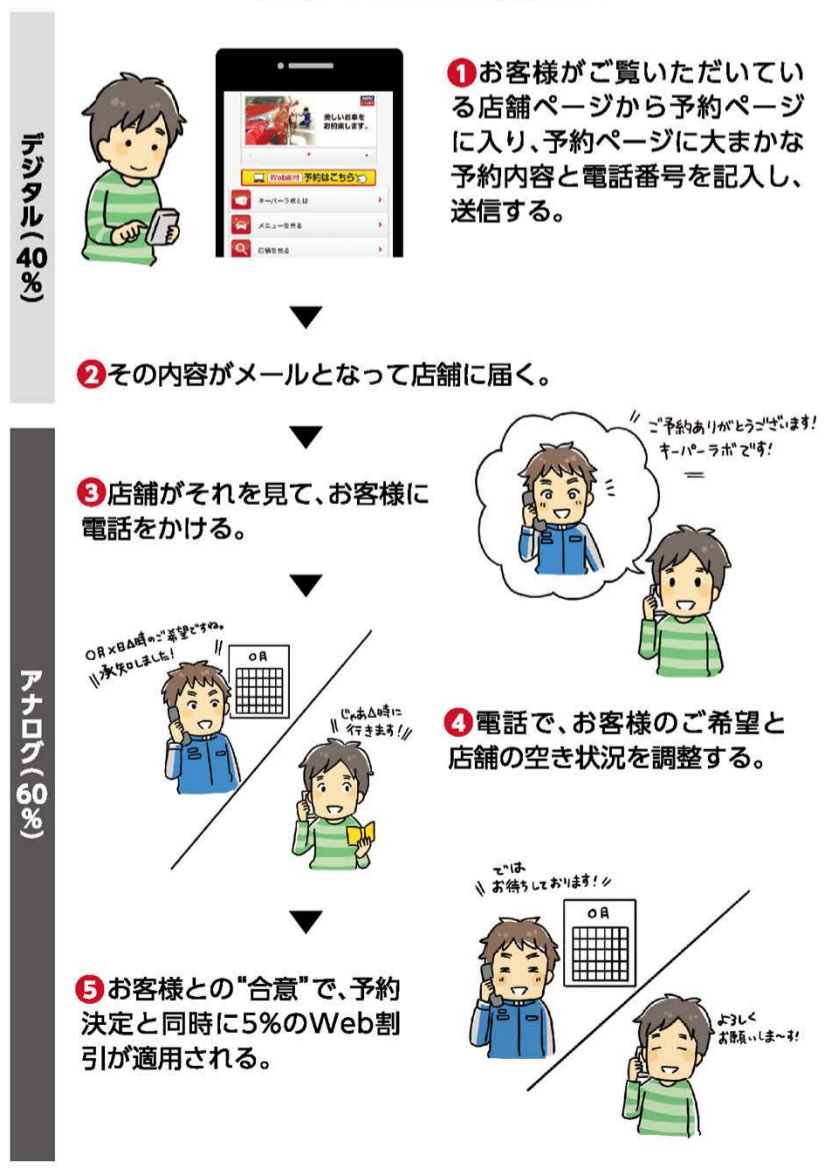 デジタル(40%)
❶お客様がご覧いただいてい
る店舗ページから予約ページ
に入り、予約ページに大まかな
予約内容と電話番号を記入し、
送信する。
美しいお車を
お約束します。
Web割付 予約はこちら
キーパーラボとは
メニューを見る
店舗を見る
❷その内容がメールとなって店舗に届く。
アナログ(60%)
❸店舗がそれを見て、お客様に
電話をかける。
ご予約ありがとうございます!
キーパーラボです!
○月×日△時のご希望ですね。
承知しました!
○月
じゃあ△時に
行きます!
❹電話で、お客様のご希望と
店舗の空き状況を調整する。
では
お待ちしております!
○月
❺お客様との“合意”で、予約
決定と同時に5%のWeb割
引が適用される。
よろしく
お願いしま～す!